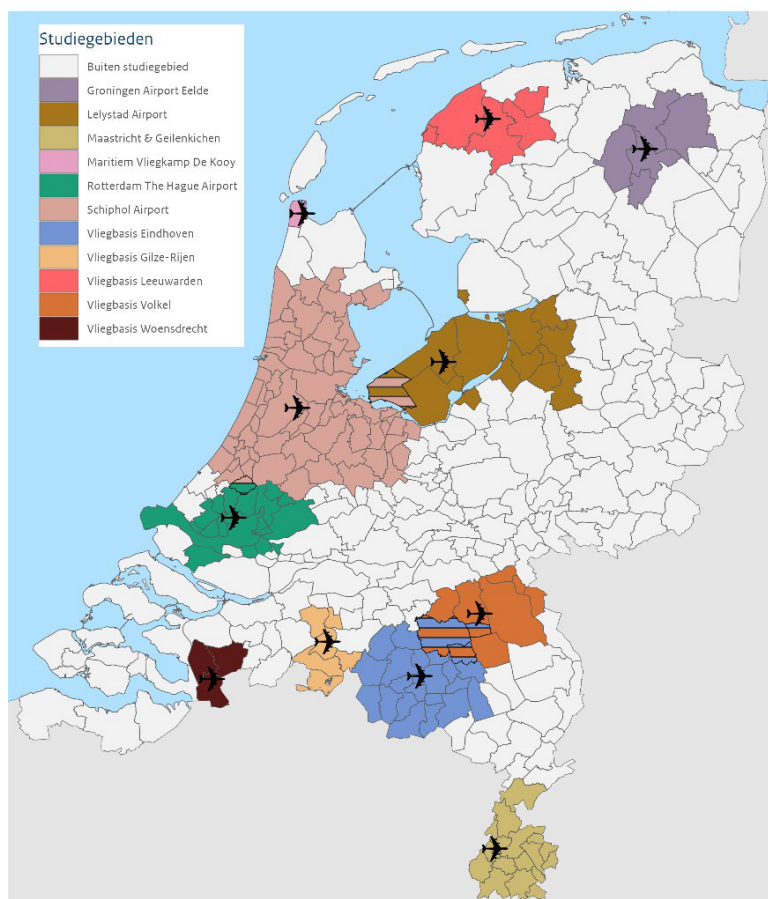 Studiegebieden
Buiten studiegebied
Groningen Airport Eelde
Lelystad Airport
Maastricht & Geilenkichen
Maritiem Vliegkamp De Kooy
Rotterdam The Hague Airport
Schiphol Airport
Vliegbasis Eindhoven
Vliegbasis Gilze-Rijen
Vliegbasis Leeuwarden
Vliegbasis Volkel
Vliegbasis Woensdrecht